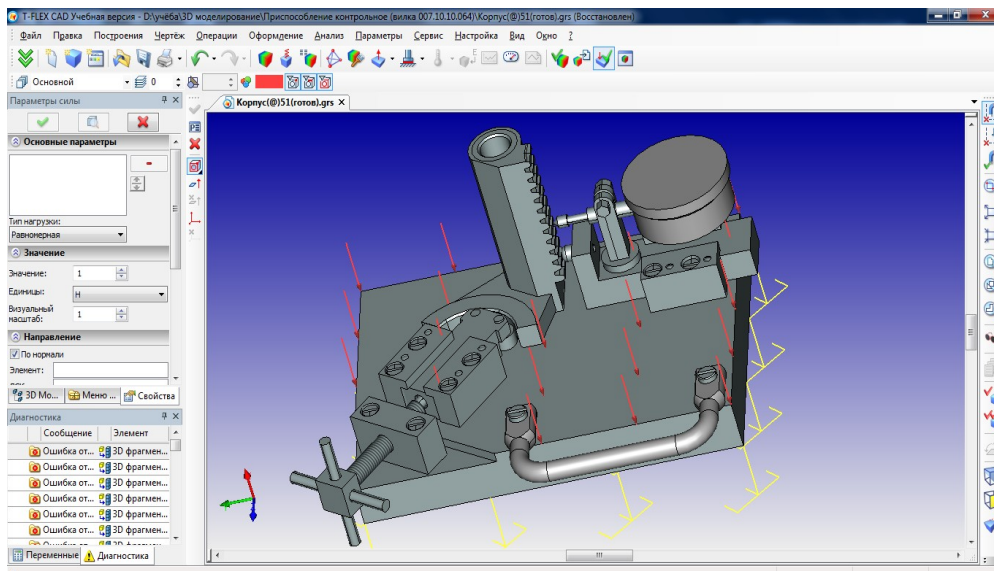 T-FLEX CAD Учебная версия - D:\учёба\3D моделирование\Приспособление контрольное (вилка 007.10.10.064)\Корпус(@)51(готов).grs (Восстановлен)
Файл Правка Построения Чертёж Операции Оформление Анализ Параметры Сервис Настройка Вид Окно ?
Основной 0
Параметры силы
Корпус(@)51(готов).grs
Основные параметры
Тип нагрузки:
Равномерная
Значение
Значение: 1
Единицы: Н
Визуальный масштаб: 1
Направление
По нормали
Элемент:
3D Мо... Меню ... Свойства
Диагностика
Сообщение Элемент
Ошибка от... 3D фрагмен...
Ошибка от... 3D фрагмен...
Ошибка от... 3D фрагмен...
Ошибка от... 3D фрагмен...
Ошибка от... 3D фрагмен...
Ошибка от... 3D фрагмен...
Переменные Диагностика